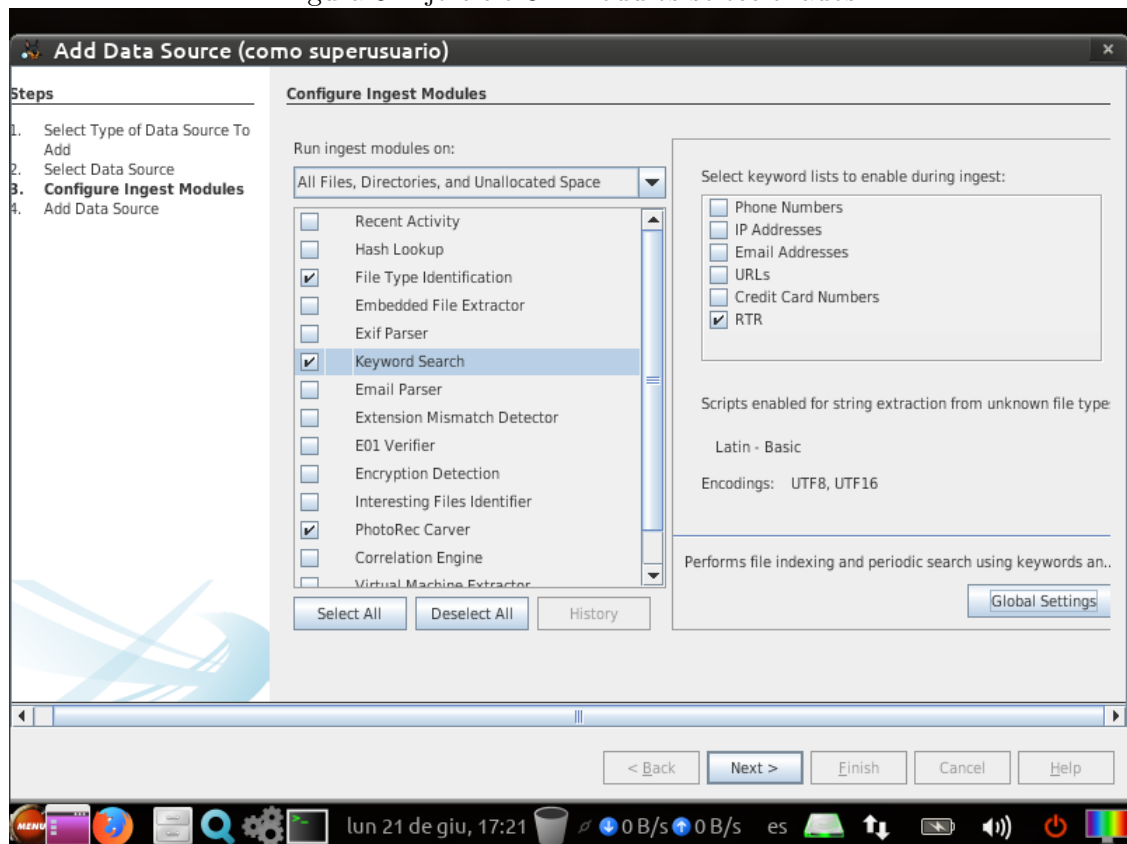 Add Data Source (como superusuario)
Steps
1. Select Type of Data Source To
Add
2. Select Data Source
3. Configure Ingest Modules
4. Add Data Source
Configure Ingest Modules
Run ingest modules on:
All Files, Directories, and Unallocated Space
Recent Activity
Hash Lookup
File Type Identification
Embedded File Extractor
Exif Parser
Keyword Search
Email Parser
Extension Mismatch Detector
E01 Verifier
Encryption Detection
Interesting Files Identifier
PhotoRec Carver
Correlation Engine
Virtual Machine Extractor
Select All
Deselect All
History
Select keyword lists to enable during ingest:
Phone Numbers
IP Addresses
Email Addresses
URLs
Credit Card Numbers
RTR
Scripts enabled for string extraction from unknown file type
Latin - Basic
Encodings: UTF8, UTF16
Performs file indexing and periodic search using keywords an..
Global Settings
< Back
Next >
Finish
Cancel
Help
MENU
lun 21 de giu, 17:21
0 B/s
0 B/s
es